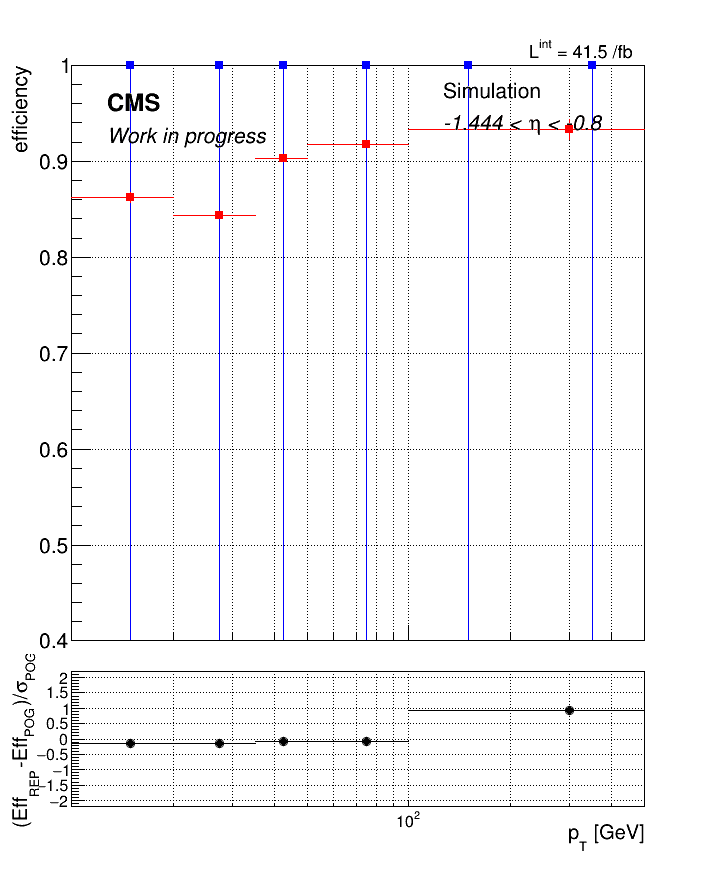 L^int = 41.5 /fb
efficiency
CMS
Work in progress
Simulation
-1.444 < η < -0.8
1
0.9
0.8
0.7
0.6
0.5
0.4
(Eff_REP -Eff_POG)/σ_POG
2
1.5
1
0.5
0
−0.5
−1
−1.5
−2
10^2
p_T [GeV]